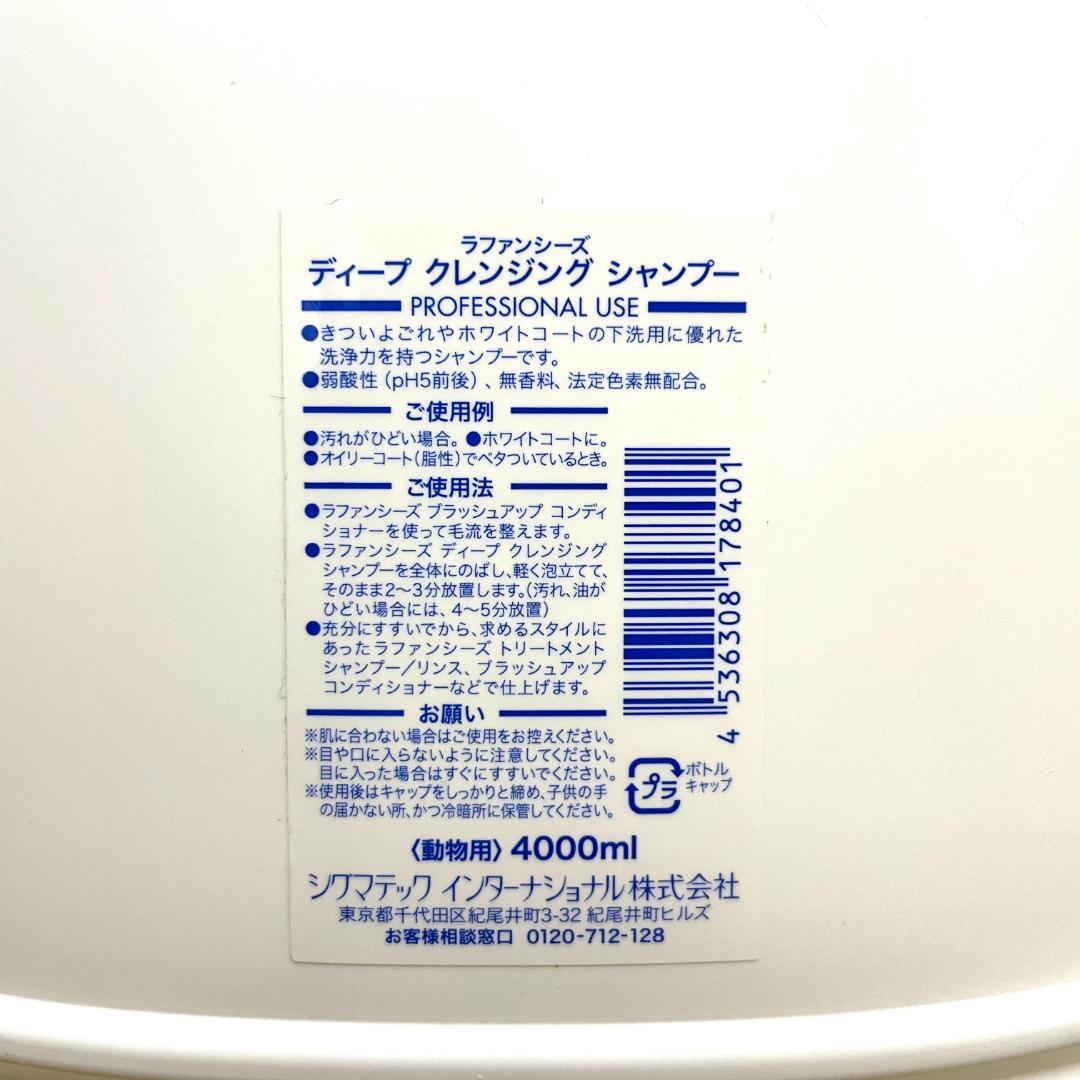 ラファンシーズ
ディープ クレンジング シャンプー
PROFESSIONAL USE
●きついよごれやホワイトコートの下洗用に優れた
洗浄力を持つシャンプーです。
●弱酸性(pH5前後)、無香料、法定色素無配合。
ご使用例
●汚れがひどい場合。●ホワイトコートに。
●オイリーコート(脂性)でベタついているとき。
ご使用法
●ラファンシーズ ブラッシュアップ コンディ
ショナーを使って毛流を整えます。
●ラファンシーズ ディープ クレンジング
シャンプーを全体にのばし、軽く泡立てて、
そのまま2〜3分放置します。(汚れ、油が
ひどい場合には、4〜5分放置)
●充分にすすいでから、求めるスタイルに
あったラファンシーズ トリートメント
シャンプー/リンス、ブラッシュアップ
コンディショナーなどで仕上げます。
お願い
※肌に合わない場合はご使用をお控えください。
※目や口に入らないように注意してください。
目に入った場合はすぐにすすいでください。
※使用後はキャップをしっかりと締め、子供の手
の届かない所、かつ冷暗所に保管してください。
4 536308 178401
プラ
ボトル
キャップ
〈動物用〉4000ml
シグマテック インターナショナル株式会社
東京都千代田区紀尾井町3-32 紀尾井町ヒルズ
お客様相談窓口 0120-712-128